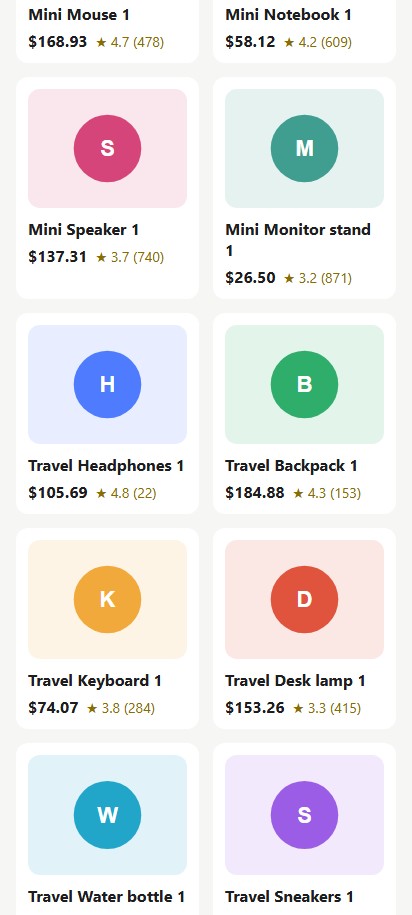 Mini Mouse 1
$168.93 ★ 4.7 (478)
Mini Notebook 1
$58.12 ★ 4.2 (609)
S
Mini Speaker 1
$137.31 ★ 3.7 (740)
M
Mini Monitor stand
1
$26.50 ★ 3.2 (871)
H
Travel Headphones 1
$105.69 ★ 4.8 (22)
B
Travel Backpack 1
$184.88 ★ 4.3 (153)
K
Travel Keyboard 1
$74.07 ★ 3.8 (284)
D
Travel Desk lamp 1
$153.26 ★ 3.3 (415)
W
Travel Water bottle 1
S
Travel Sneakers 1